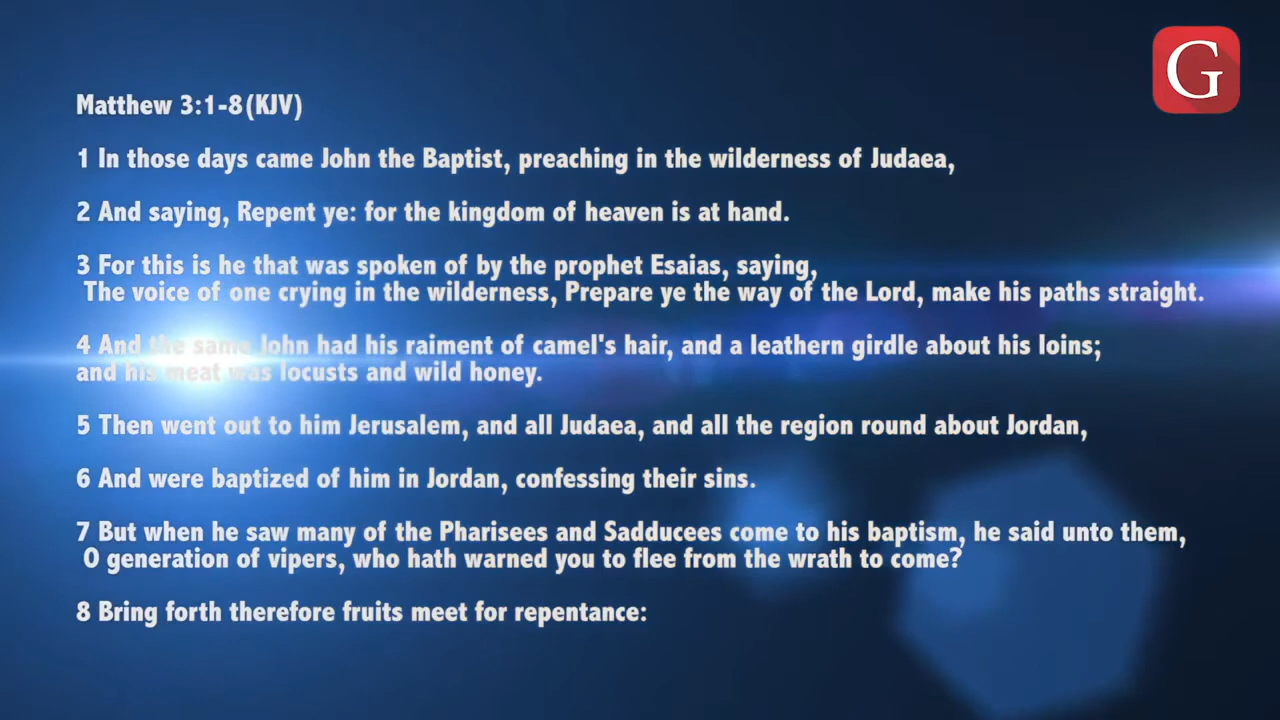 G
Matthew 3:1-8(KJV)
1 In those days came John the Baptist, preaching in the wilderness of Judaea,
2 And saying, Repent ye: for the kingdom of heaven is at hand.
3 For this is he that was spoken of by the prophet Esaias, saying,
The voice of one crying in the wilderness, Prepare ye the way of the Lord, make his paths straight.
4 And the same John had his raiment of camel's hair, and a leathern girdle about his loins;
and his meat was locusts and wild honey.
5 Then went out to him Jerusalem, and all Judaea, and all the region round about Jordan,
6 And were baptized of him in Jordan, confessing their sins.
7 But when he saw many of the Pharisees and Sadducees come to his baptism, he said unto them,
O generation of vipers, who hath warned you to flee from the wrath to come?
8 Bring forth therefore fruits meet for repentance: